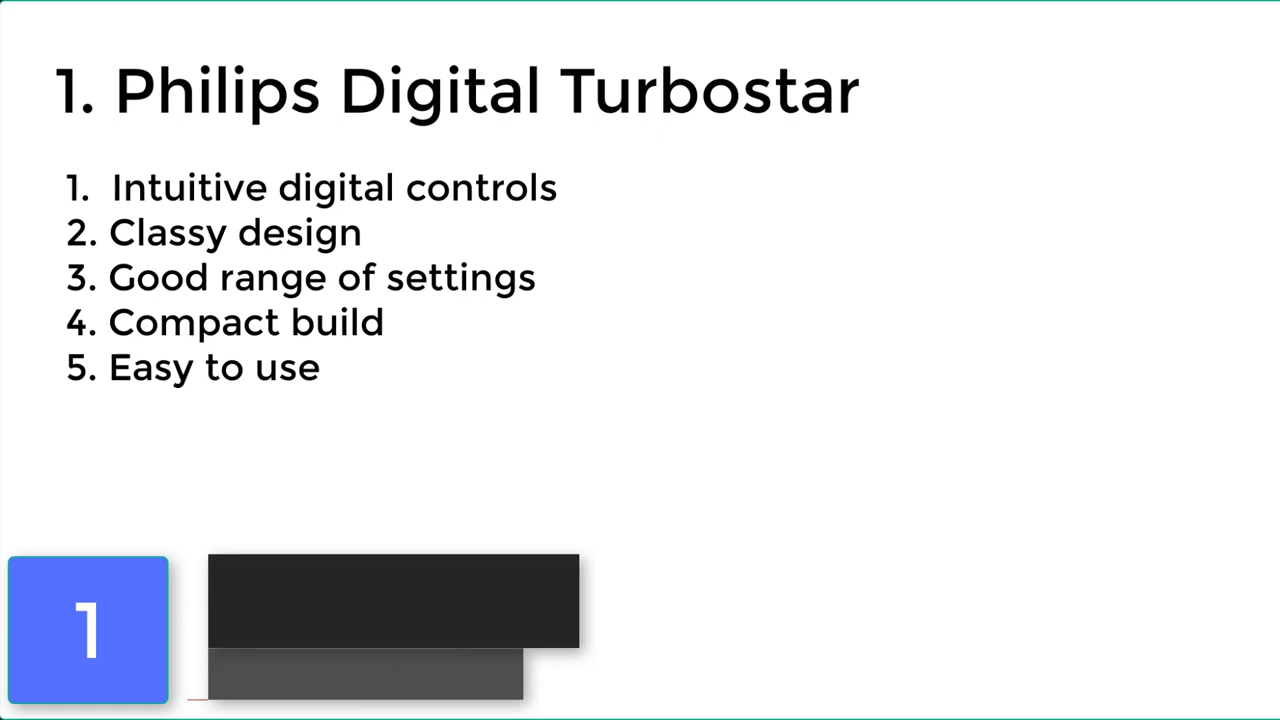 1. Philips Digital Turbostar
1. Intuitive digital controls
2. Classy design
3. Good range of settings
4. Compact build
5. Easy to use
1